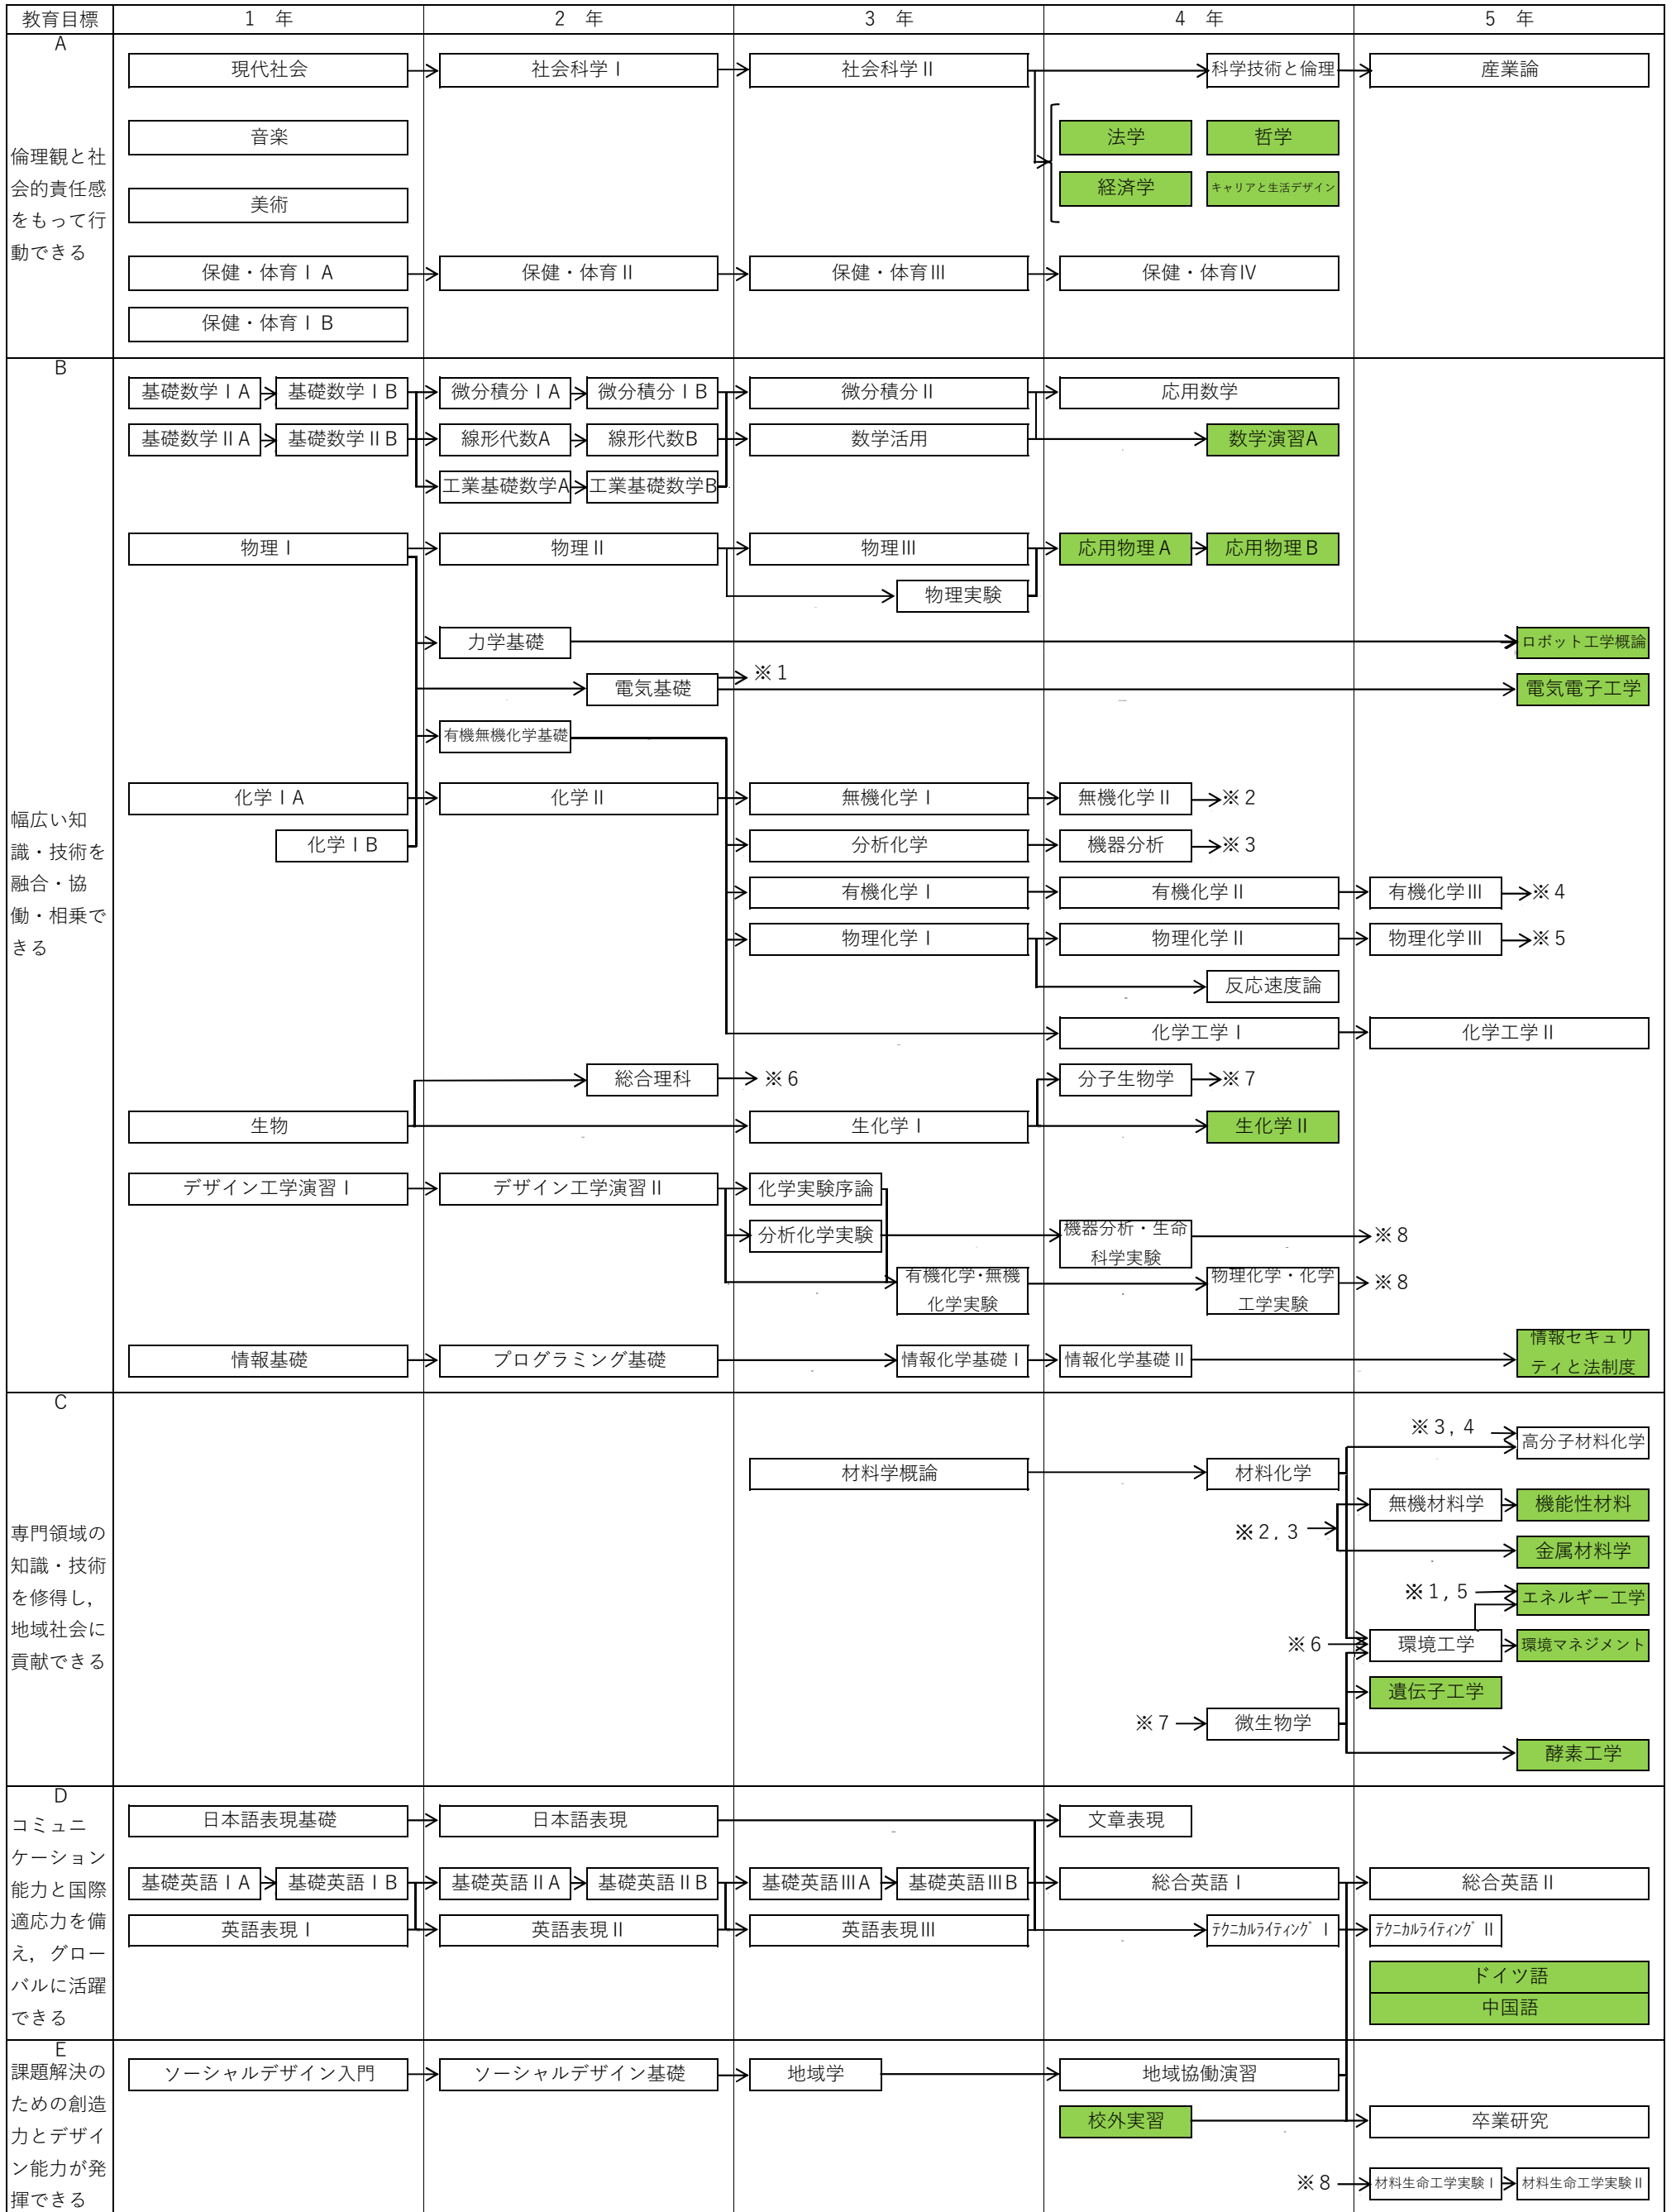 教育目標 1 年 2 年 3 年 4 年 5 年
A
倫理観と社
会的責任感
をもって行
動できる
現代社会 社会科学Ⅰ 社会科学Ⅱ 科学技術と倫理 産業論
音楽 法学 哲学
美術 経済学 キャリアと生活デザイン
保健・体育ⅠA 保健・体育Ⅱ 保健・体育Ⅲ 保健・体育Ⅳ
保健・体育ⅠB
B
幅広い知
識・技術を
融合・協
働・相乗で
きる
基礎数学ⅠA 基礎数学ⅠB 微分積分ⅠA 微分積分ⅠB 微分積分Ⅱ 応用数学
基礎数学ⅡA 基礎数学ⅡB 線形代数A 線形代数B 数学活用 数学演習A
工業基礎数学A 工業基礎数学B
物理Ⅰ 物理Ⅱ 物理Ⅲ 応用物理A 応用物理B
物理実験
力学基礎 ロボット工学概論
電気基礎 ※1 電気電子工学
有機無機化学基礎
化学ⅠA 化学Ⅱ 無機化学Ⅰ 無機化学Ⅱ ※2
化学ⅠB 分析化学 機器分析 ※3
有機化学Ⅰ 有機化学Ⅱ 有機化学Ⅲ ※4
物理化学Ⅰ 物理化学Ⅱ 物理化学Ⅲ ※5
反応速度論
化学工学Ⅰ 化学工学Ⅱ
総合理科 ※6 分子生物学 ※7
生物 生化学Ⅰ 生化学Ⅱ
デザイン工学演習Ⅰ デザイン工学演習Ⅱ 化学実験序論
分析化学実験 機器分析・生命
科学実験 ※8
有機化学・無機
化学実験 物理化学・化学
工学実験 ※8
情報基礎 プログラミング基礎 情報化学基礎Ⅰ 情報化学基礎Ⅱ 情報セキュリ
ティと法制度
C
専門領域の
知識・技術
を修得し,
地域社会に
貢献できる
※3, 4 高分子材料化学
材料学概論 材料化学
※2, 3 無機材料学 機能性材料
金属材料学
※1, 5 エネルギー工学
※6 環境工学 環境マネジメント
遺伝子工学
※7 微生物学
酵素工学
D
コミュニ
ケーション
能力と国際
適応力を備
え, グロー
バルに活躍
できる
日本語表現基礎 日本語表現 文章表現
基礎英語ⅠA 基礎英語ⅠB 基礎英語ⅡA 基礎英語ⅡB 基礎英語ⅢA 基礎英語ⅢB 総合英語Ⅰ 総合英語Ⅱ
英語表現Ⅰ 英語表現Ⅱ 英語表現Ⅲ ﾃｸﾆｶﾙﾗｲﾃｨﾝｸﾞⅠ ﾃｸﾆｶﾙﾗｲﾃｨﾝｸﾞⅡ
ドイツ語
中国語
E
課題解決の
ための創造
力とデザイ
ン能力が発
揮できる
ソーシャルデザイン入門 ソーシャルデザイン基礎 地域学 地域協働演習
校外実習 卒業研究
※8 材料生命工学実験Ⅰ 材料生命工学実験Ⅱ